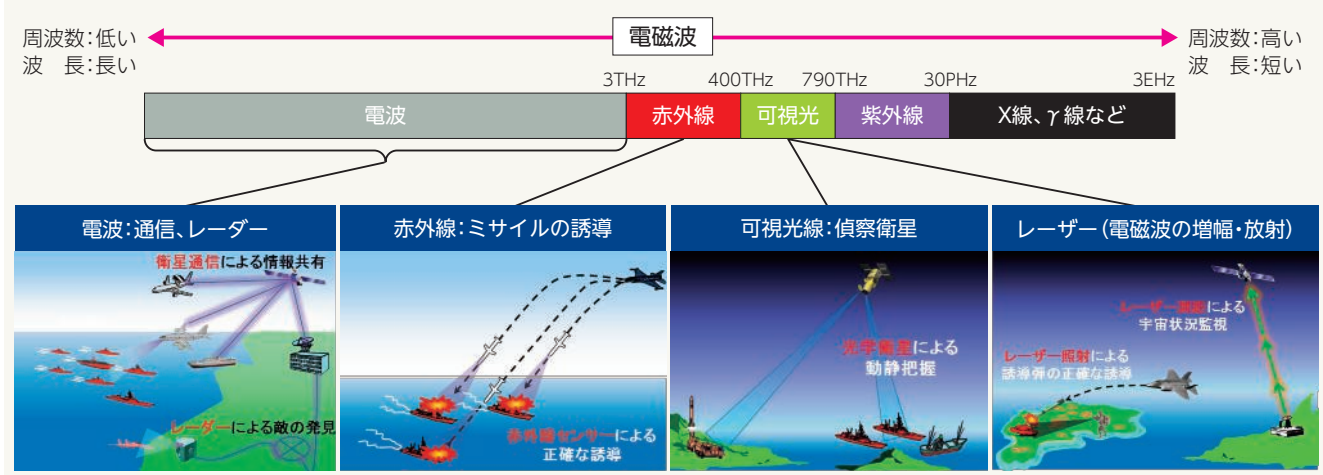 周波数:低い
波 長:長い
電磁波
周波数:高い
波 長:短い
3THz
400THz
790THz
30PHz
3EHz
電波
赤外線
可視光
紫外線
X線、γ線など
電波:通信、レーダー
衛星通信による情報共有
レーダーによる敵の発見
赤外線:ミサイルの誘導
赤外線センサーによる
正確な誘導
可視光線:偵察衛星
光学衛星による
動静把握
レーザー(電磁波の増幅・放射)
レーザー による
宇宙状況監視
レーザー照射による
誘導弾の正確な誘導